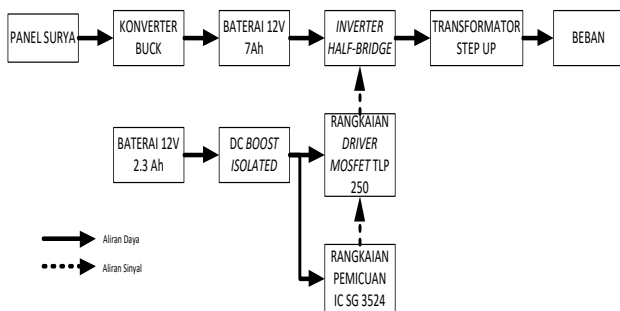 PANEL SURYA
KONVERTER
BUCK
BATERAI 12V
7Ah
INVERTER
HALF-BRIDGE
TRANSFORMATOR
STEP UP
BEBAN
BATERAI 12V
2.3 Ah
DC BOOST
ISOLATED
RANGKAIAN
DRIVER
MOSFET TLP
250
Aliran Daya
Aliran Sinyal
RANGKAIAN
PEMICUAN
IC SG 3524